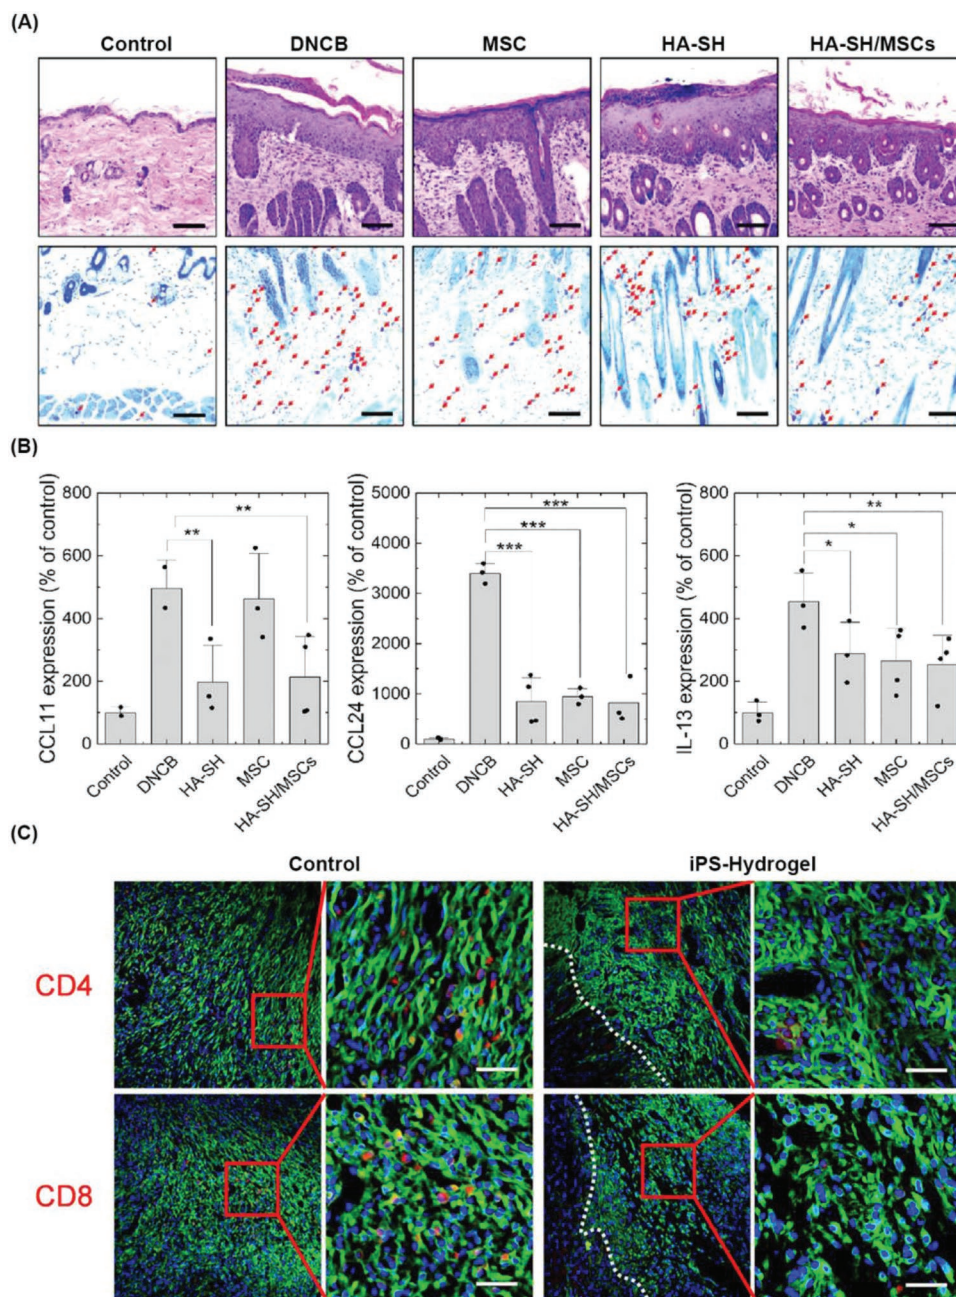 (A)
Control DNCB MSC HA-SH HA-SH/MSCs
(B)
CCL11 expression (% of control)
800
600
400
200
0
**
**
Control DNCB HA-SH MSC HA-SH/MSCs
CCL24 expression (% of control)
5000
4000
3000
2000
1000
0
***
***
***
Control DNCB HA-SH MSC HA-SH/MSCs
IL-13 expression (% of control)
800
600
400
200
0
**
*
*
Control DNCB HA-SH MSC HA-SH/MSCs
(C)
Control iPS-Hydrogel
CD4
CD8